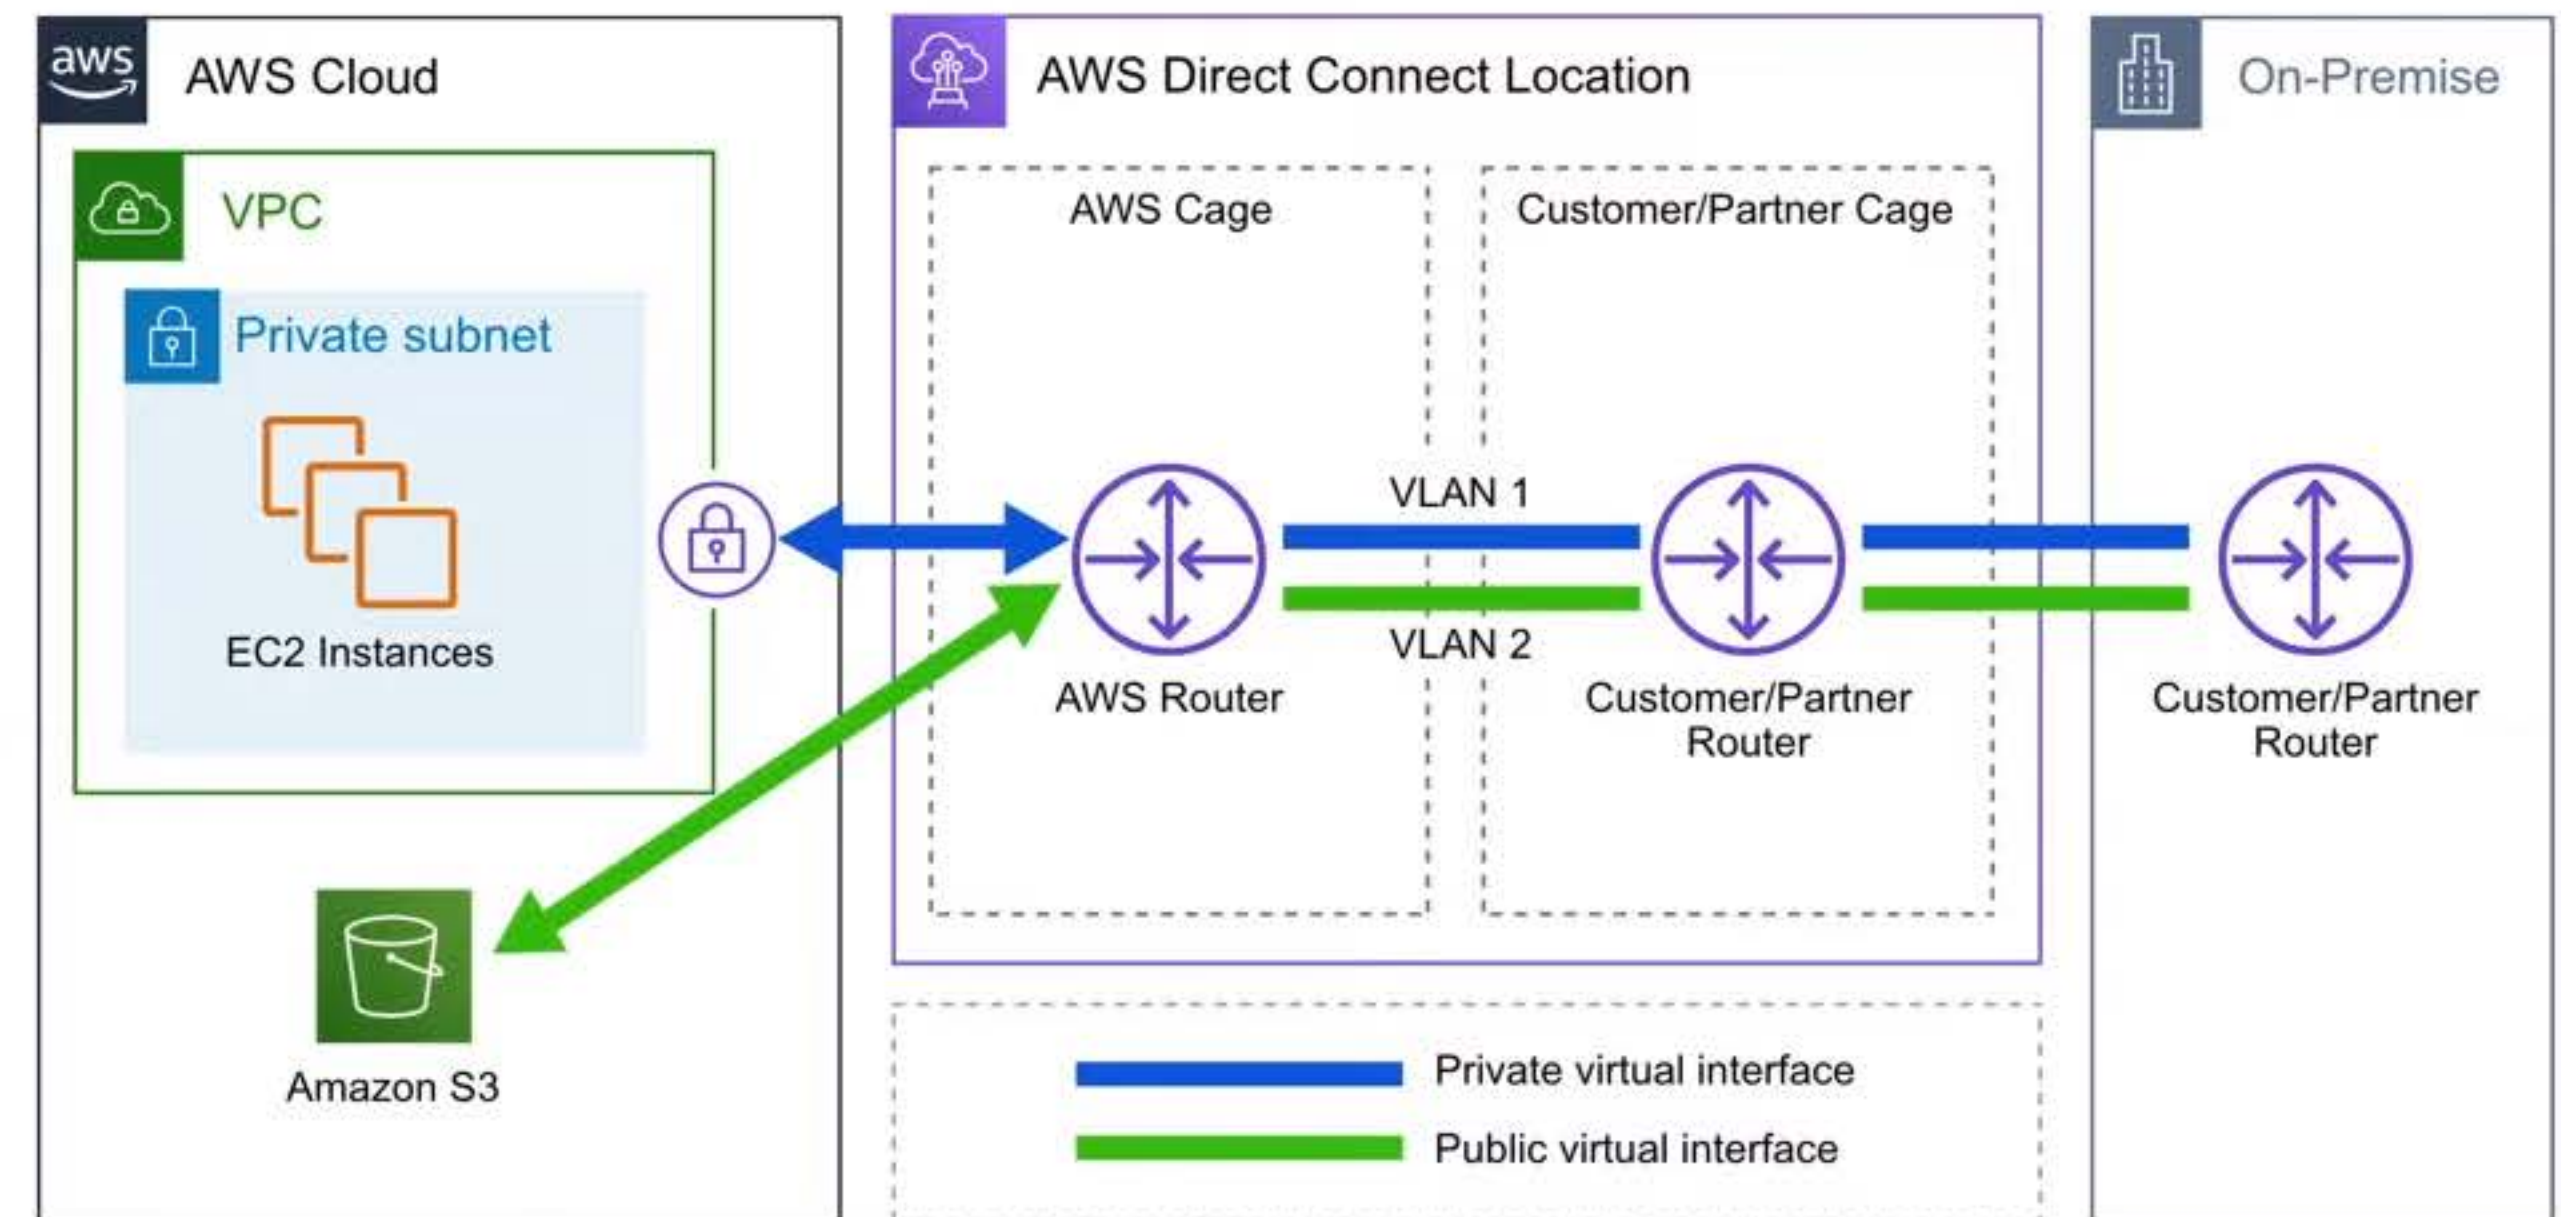 aws
AWS Cloud
VPC
Private subnet
EC2 Instances
Amazon S3
AWS Direct Connect Location
AWS Cage
Customer/Partner Cage
VLAN 1
VLAN 2
AWS Router
Customer/Partner
Router
On-Premise
Customer/Partner
Router
Private virtual interface
Public virtual interface